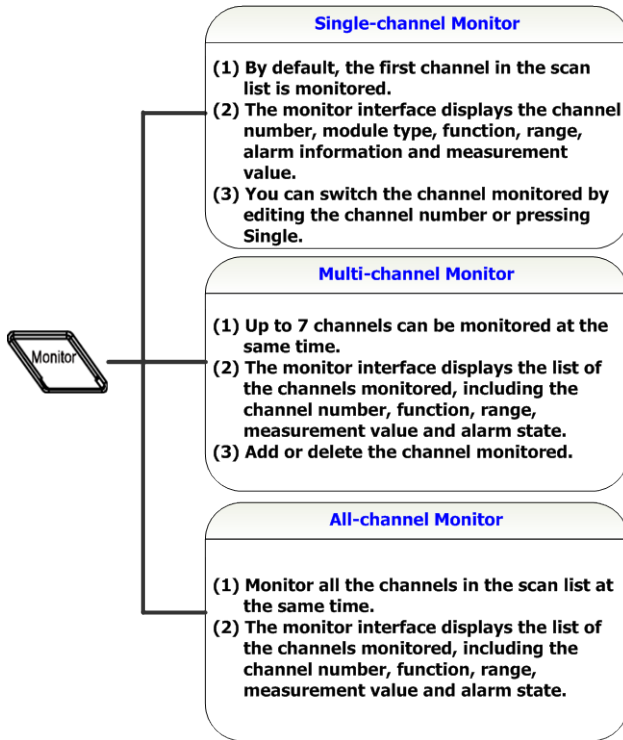 Single-channel Monitor
(1) By default, the first channel in the scan
list is monitored.
(2) The monitor interface displays the channel
number, module type, function, range,
alarm information and measurement
value.
(3) You can switch the channel monitored by
editing the channel number or pressing
Single.
Monitor
Multi-channel Monitor
(1) Up to 7 channels can be monitored at the
same time.
(2) The monitor interface displays the list of
the channels monitored, including the
channel number, function, range,
measurement value and alarm state.
(3) Add or delete the channel monitored.
All-channel Monitor
(1) Monitor all the channels in the scan list at
the same time.
(2) The monitor interface displays the list of
the channels monitored, including the
channel number, function, range,
measurement value and alarm state.